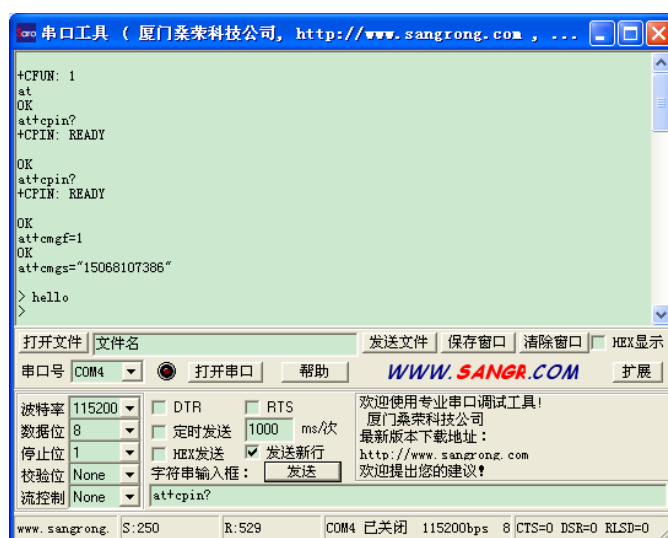 Saro 串口工具 ( 厦门桑荣科技公司, http://www.sangrong.com , ...
+CFUN: 1
at
OK
at+cpin?
+CPIN: READY
OK
at+cpin?
+CPIN: READY
OK
at+cmgf=1
OK
at+cmgs="15068107386"
> hello
>
打开文件 文件名 发送文件 保存窗口 清除窗口 HEX显示
串口号 COM4 打开串口 帮助 WWW.SANGR.COM 扩展
波特率 115200 DTR RTS
数据位 8 定时发送 1000 ms/次
停止位 1 HEX发送 发送新行
校验位 None 字符串输入框: 发送
流控制 None at+cpin?
欢迎使用专业串口调试工具!
厦门桑荣科技公司
最新版本下载地址:
http://www.sangrong.com
欢迎提出您的建议!
www.sangrong. S:250 R:529 COM4 已关闭 115200bps 8 CTS=0 DSR=0 RLSD=0